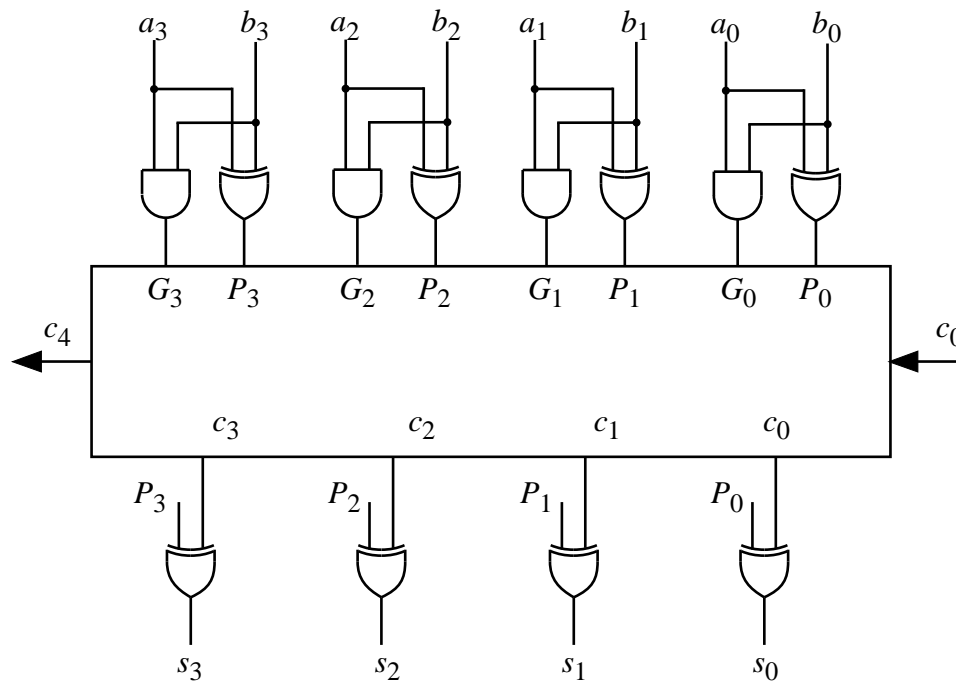 a₃ b₃ a₂ b₂ a₁ b₁ a₀ b₀
G₃ P₃ G₂ P₂ G₁ P₁ G₀ P₀
c₄ c₀
c₃ c₂ c₁ c₀
P₃ P₂ P₁ P₀
s₃ s₂ s₁ s₀